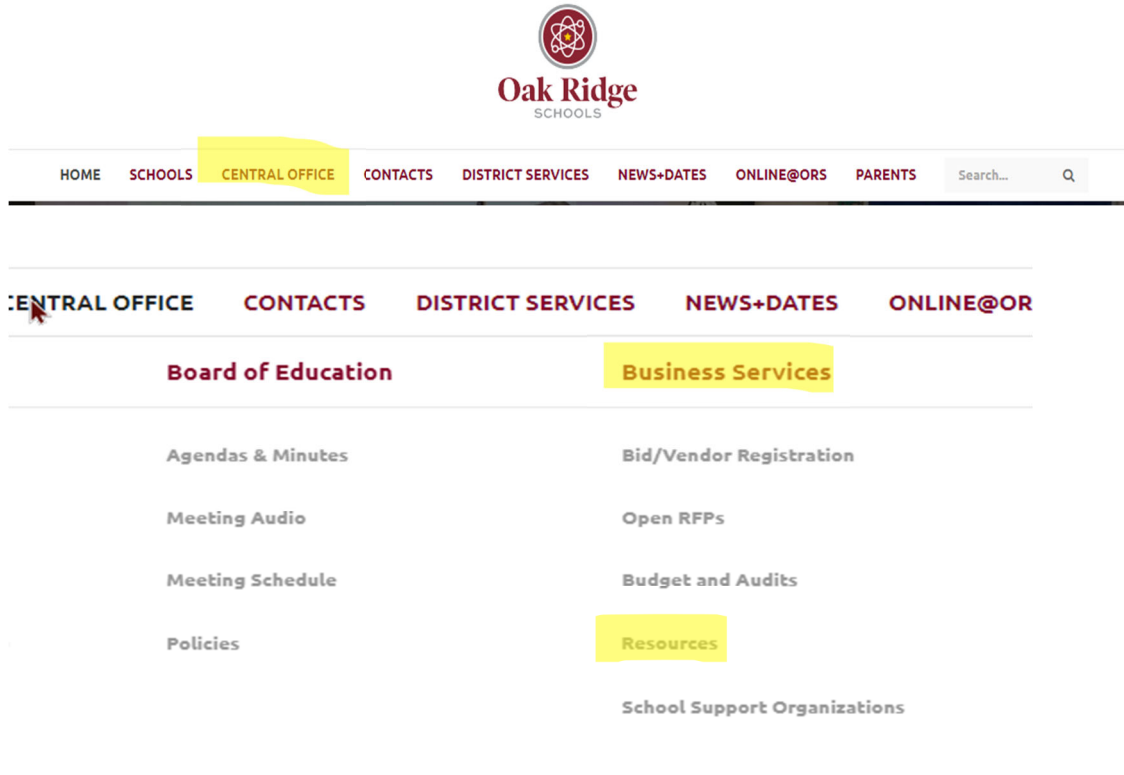 Oak Ridge
SCHOOLS
HOME SCHOOLS CENTRAL OFFICE CONTACTS DISTRICT SERVICES NEWS+DATES ONLINE@ORS PARENTS Search...
CENTRAL OFFICE CONTACTS DISTRICT SERVICES NEWS+DATES ONLINE@OR
Board of Education Business Services
Agendas & Minutes Bid/Vendor Registration
Meeting Audio Open RFPs
Meeting Schedule Budget and Audits
Policies Resources
School Support Organizations